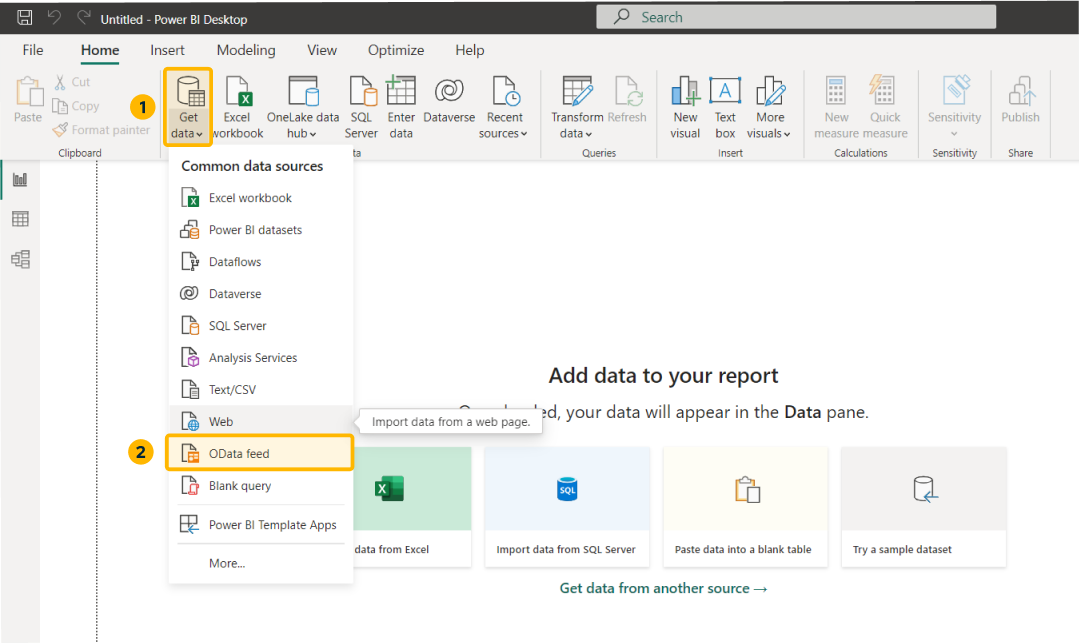 Untitled - Power BI Desktop
Search
File Home Insert Modeling View Optimize Help
Paste
Cut
Copy
Format painter
Clipboard
1
Get data
Excel workbook
OneLake data hub
SQL Server
Enter data
Dataverse
Recent sources
ta
Transform data
Refresh
Queries
New visual
Text box
More visuals
Insert
New measure
Quick measure
Calculations
Sensitivity
Sensitivity
Publish
Share
Common data sources
Excel workbook
Power BI datasets
Dataflows
Dataverse
SQL Server
Analysis Services
Text/CSV
Web
Import data from a web page.
2
OData feed
Blank query
Power BI Template Apps
More...
Add data to your report
ed, your data will appear in the Data pane.
X
SQL
data from Excel
Import data from SQL Server
Paste data into a blank table
Try a sample dataset
Get data from another source →